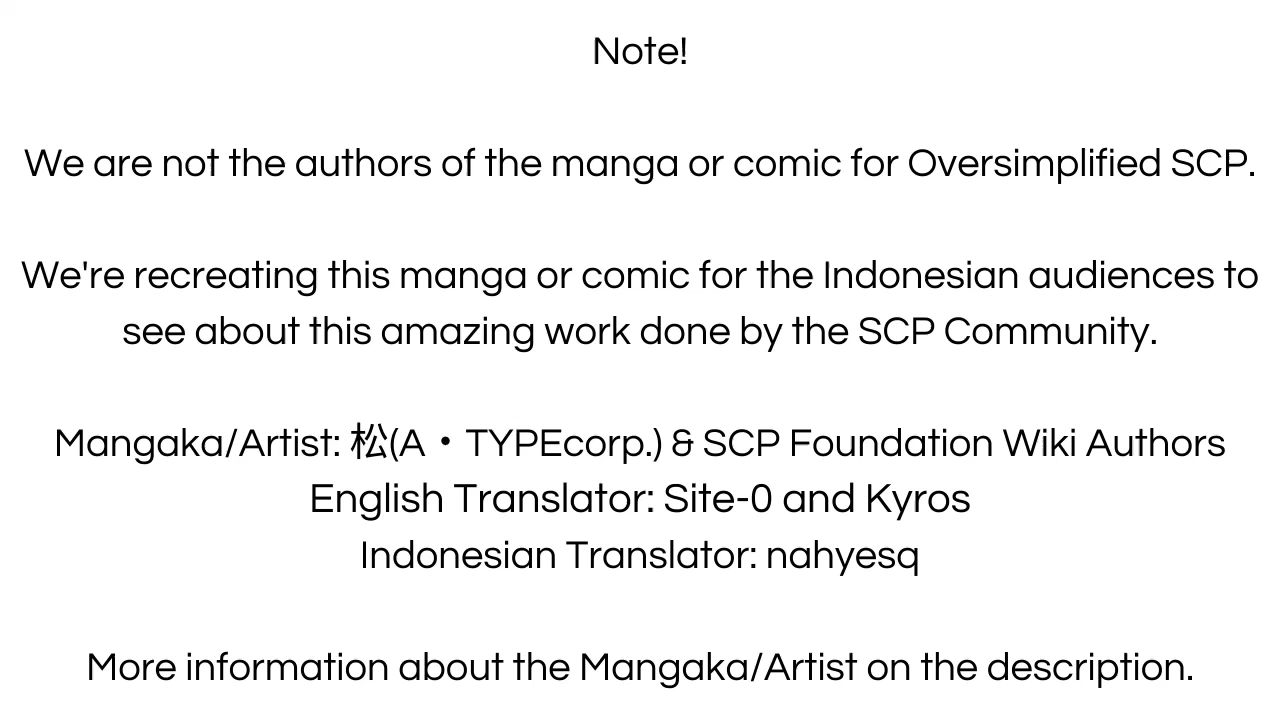 Note!
We are not the authors of the manga or comic for Oversimplified SCP.
We're recreating this manga or comic for the Indonesian audiences to
see about this amazing work done by the SCP Community.
Mangaka/Artist: 松(A・TYPEcorp.) & SCP Foundation Wiki Authors
English Translator: Site-0 and Kyros
Indonesian Translator: nahyesq
More information about the Mangaka/Artist on the description.